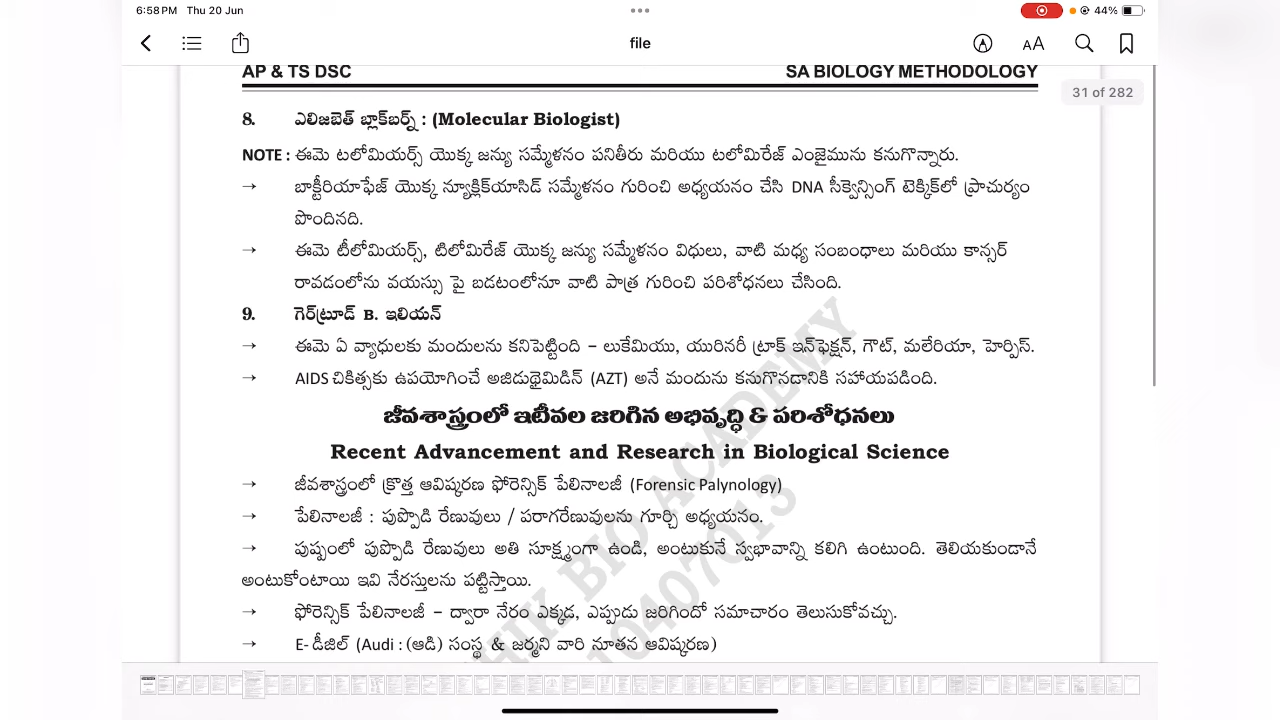 6:58 PM Thu 20 Jun 44%
file
31 of 282
AP & TS DSC SA BIOLOGY METHODOLOGY
8. ఎలిజబెత్ బ్లాక్‌బర్న్ : (Molecular Biologist)
NOTE : ఈమె టలోమియర్స్ యొక్క జన్యు సమ్మేళనం పనితీరు మరియు టలోమిరేజ్ ఎంజైమును కనుగొన్నారు.
→ బాక్టీరియాఫేజ్ యొక్క న్యూక్లిక్‌యాసిడ్ సమ్మేళనం గురించి అధ్యయనం చేసి DNA సీక్వెన్సింగ్ టెక్నిక్‌లో ప్రాచుర్యం
పొందినది.
→ ఈమె టీలోమియర్స్, టిలోమిరేజ్ యొక్క జన్యు సమ్మేళనం విధులు, వాటి మధ్య సంబంధాలు మరియు కాన్సర్
రావడంలోను వయస్సు పై బడటంలోనూ వాటి పాత్ర గురించి పరిశోధనలు చేసింది.
9. గెర్‌ట్రూడ్ B. ఇలియన్
→ ఈమె ఏ వ్యాధులకు మందులను కనిపెట్టింది – లుకేమియు, యురినరీ ట్రాక్ ఇన్‌ఫెక్షన్, గౌట్, మలేరియా, హెర్పిస్.
→ AIDS చికిత్సకు ఉపయోగించే అజిడుథైమిడిన్ (AZT) అనే మందును కనుగొనడానికి సహాయపడింది.
జీవశాస్త్రంలో ఇటీవల జరిగిన అభివృద్ధి & పరిశోధనలు
Recent Advancement and Research in Biological Science
→ జీవశాస్త్రంలో క్రొత్త ఆవిష్కరణ ఫోరెన్సిక్ పేలినాలజీ (Forensic Palynology)
→ పేలినాలజీ : పుప్పొడి రేణువులు / పరాగరేణువులను గూర్చి అధ్యయనం.
→ పుష్పంలో పుప్పొడి రేణువులు అతి సూక్ష్మంగా ఉండి, అంటుకునే స్వభావాన్ని కలిగి ఉంటుంది. తెలియకుండానే
అంటుకోంటాయి ఇవి నేరస్తులను పట్టిస్తాయి.
→ ఫోరెన్సిక్ పేలినాలజీ – ద్వారా నేరం ఎక్కడ, ఎప్పుడు జరిగిందో సమాచారం తెలుసుకోవచ్చు.
→ E- డీజిల్ (Audi : (ఆడి) సంస్థ & జర్మని వారి నూతన ఆవిష్కరణ)
BIO ACADEMY